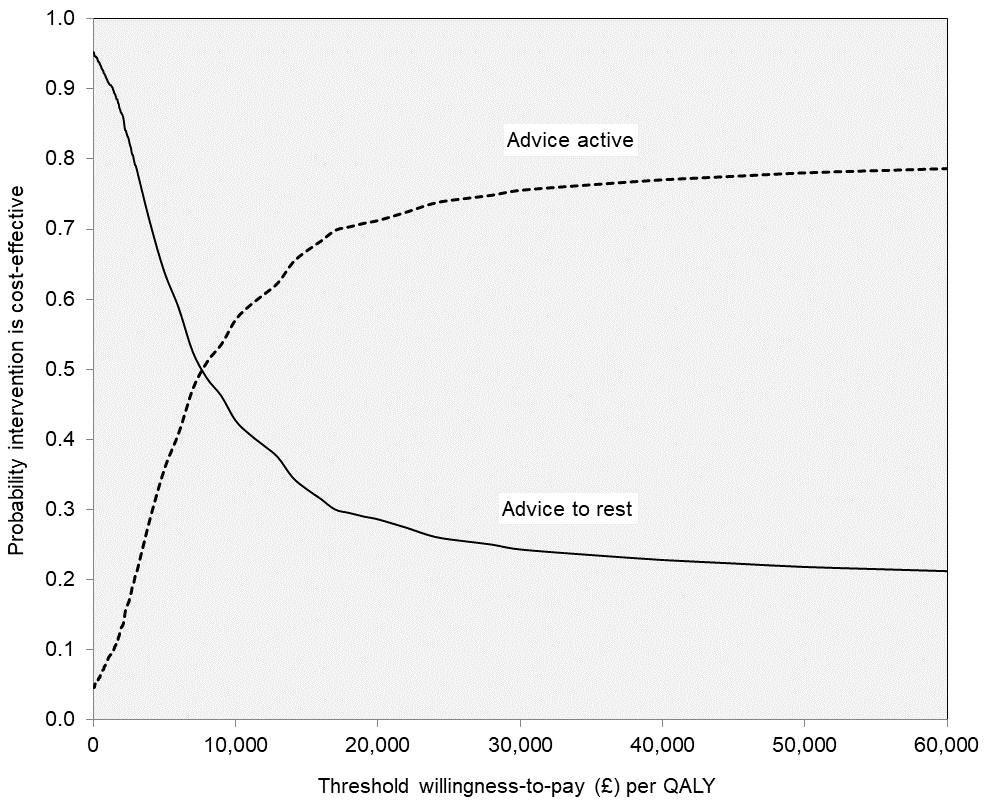 1.0
0.9
0.8
0.7
0.6
0.5
0.4
0.3
0.2
0.1
0.0
Probability intervention is cost-effective
Advice active
Advice to rest
0 10,000 20,000 30,000 40,000 50,000 60,000
Threshold willingness-to-pay (£) per QALY